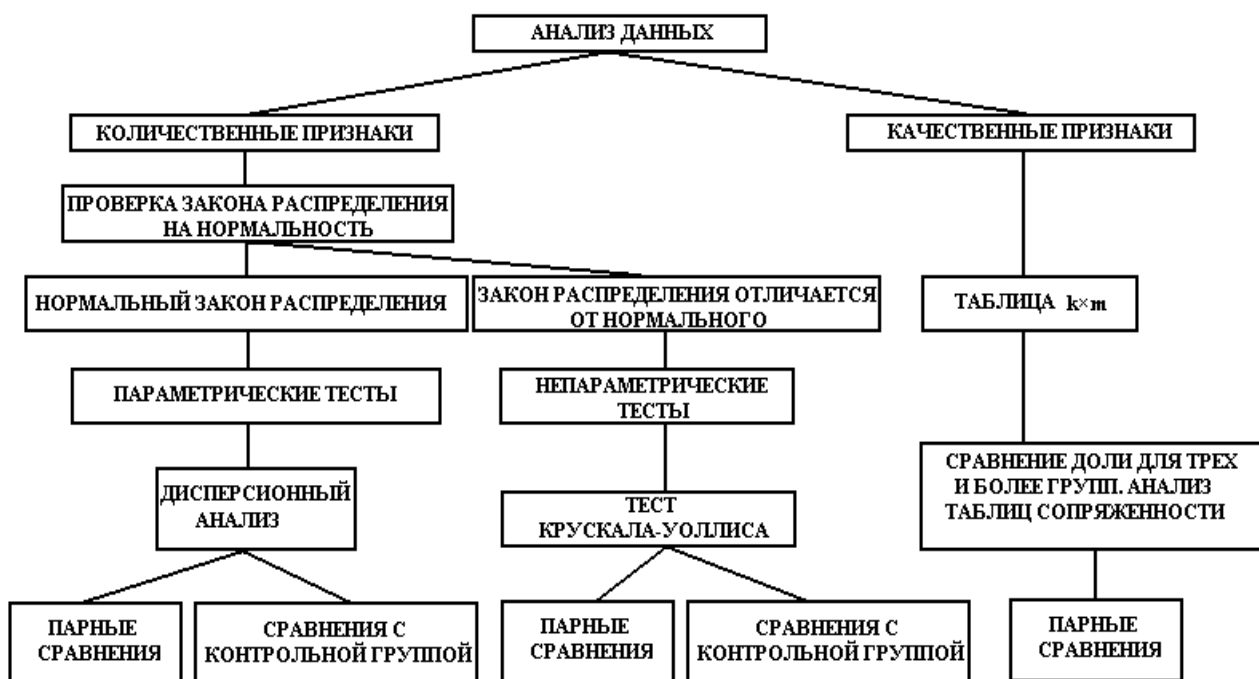 АНАЛИЗ ДАННЫХ
КОЛИЧЕСТВЕННЫЕ ПРИЗНАКИ
КАЧЕСТВЕННЫЕ ПРИЗНАКИ
ПРОВЕРКА ЗАКОНА РАСПРЕДЕЛЕНИЯ
НА НОРМАЛЬНОСТЬ
НОРМАЛЬНЫЙ ЗАКОН РАСПРЕДЕЛЕНИЯ
ЗАКОН РАСПРЕДЕЛЕНИЯ ОТЛИЧАЕТСЯ
ОТ НОРМАЛЬНОГО
ТАБЛИЦА k×m
ПАРАМЕТРИЧЕСКИЕ ТЕСТЫ
НЕПАРАМЕТРИЧЕСКИЕ
ТЕСТЫ
ДИСПЕРСИОННЫЙ
АНАЛИЗ
ТЕСТ
КРУСКАЛА-УОЛЛИСА
СРАВНЕНИЕ ДОЛИ ДЛЯ ТРЕХ
И БОЛЕЕ ГРУПП. АНАЛИЗ
ТАБЛИЦ СОПРЯЖЕННОСТИ
ПАРНЫЕ
СРАВНЕНИЯ
СРАВНЕНИЯ С
КОНТРОЛЬНОЙ ГРУППОЙ
ПАРНЫЕ
СРАВНЕНИЯ
СРАВНЕНИЯ С
КОНТРОЛЬНОЙ ГРУППОЙ
ПАРНЫЕ
СРАВНЕНИЯ